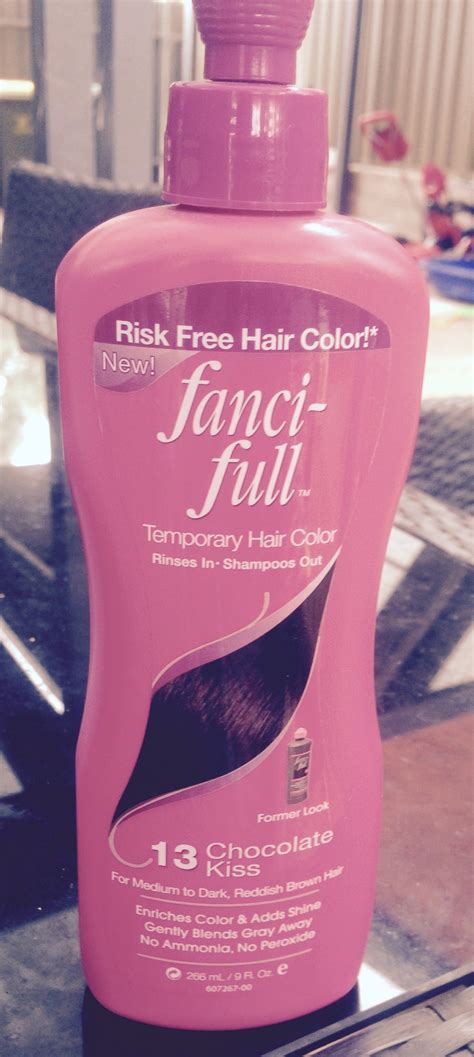 Risk Free Hair Color!*
New!
fanci-
full™
Temporary Hair Color
Rinses In · Shampoos Out
fanci-
full
Former Look
13 Chocolate
Kiss
For Medium to Dark, Reddish Brown Hair
Enriches Color & Adds Shine
Gently Blends Gray Away
No Ammonia, No Peroxide
266 mL / 9 Fl. Oz. e
607267-00